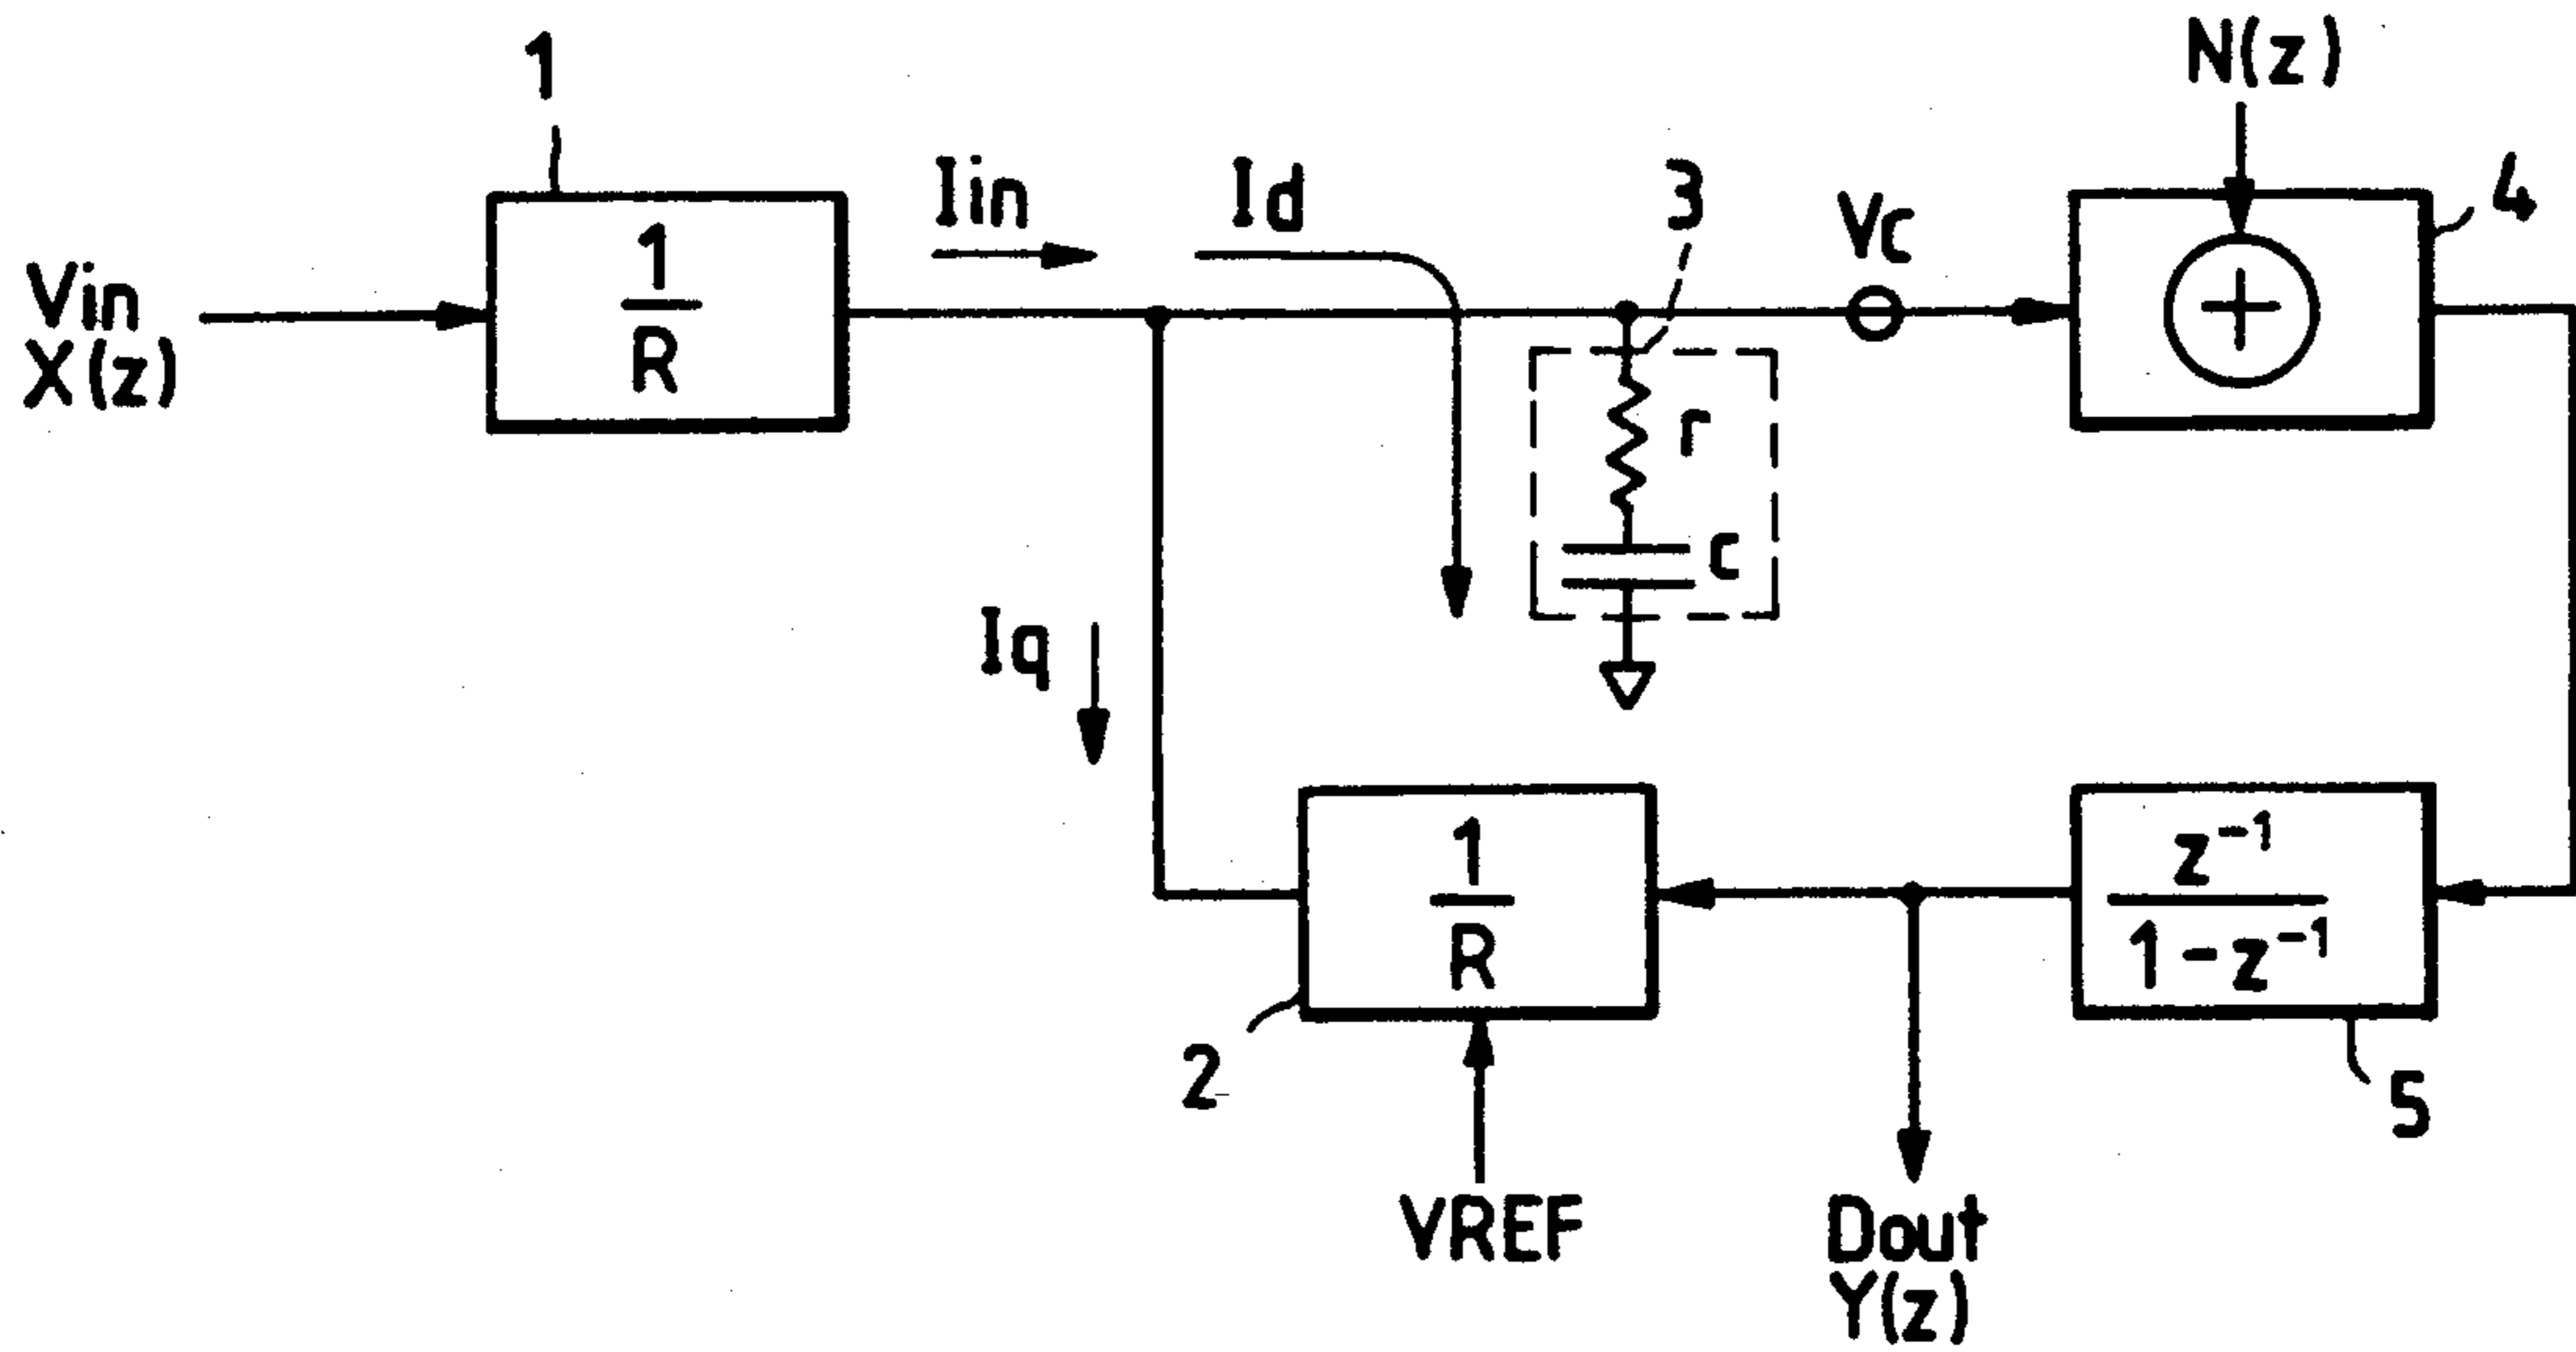 1
N(z)
Iin
Id
3
Vc
4
Vin
X(z)
1
R
+
r
c
Iq
1
R
z⁻¹
1-z⁻¹
2
5
VREF
Dout
Y(z)